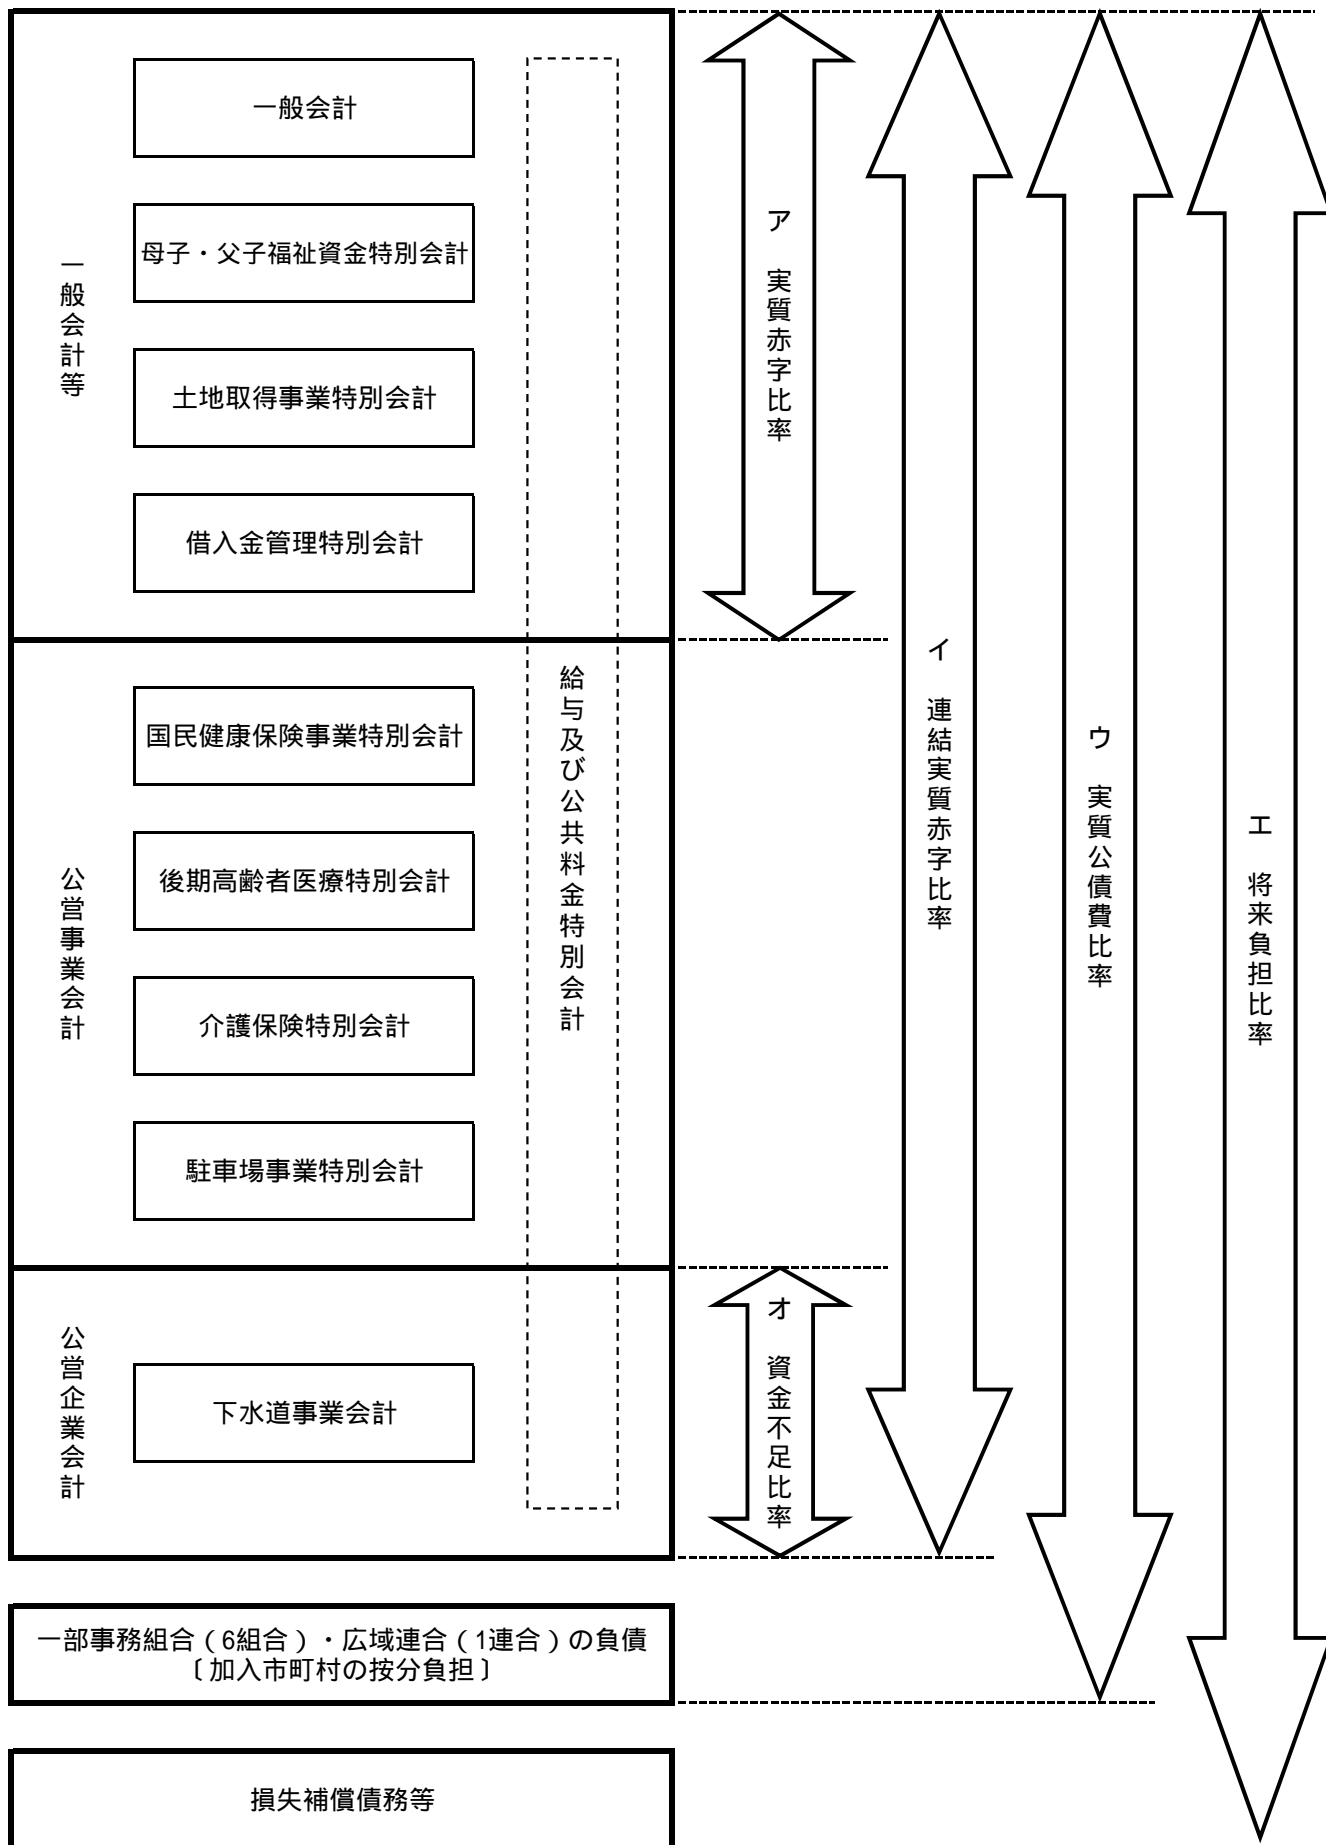 一般会計等
一般会計
母子・父子福祉資金特別会計
土地取得事業特別会計
借入金管理特別会計
公営事業会計
国民健康保険事業特別会計
後期高齢者医療特別会計
介護保険特別会計
駐車場事業特別会計
給与及び公共料金特別会計
公営企業会計
下水道事業会計
一部事務組合（6組合）・広域連合（1連合）の負債
〔加入市町村の按分負担〕
損失補償債務等
ア　実質赤字比率
イ　連結実質赤字比率
ウ　実質公債費比率
エ　将来負担比率
オ　資金不足比率